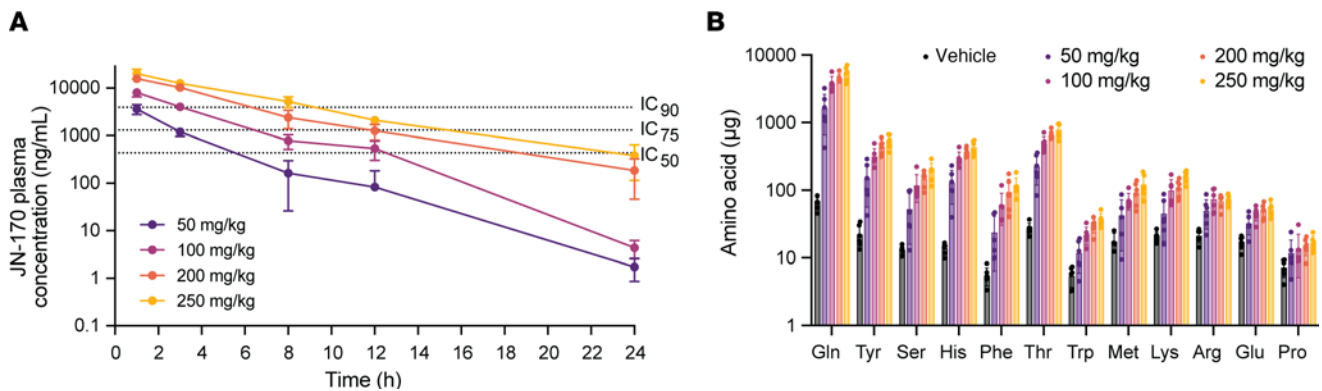 A
JN-170 plasma
concentration (ng/mL)
10000
1000
100
10
1
0.1
IC90
IC75
IC50
50 mg/kg
100 mg/kg
200 mg/kg
250 mg/kg
0 2 4 6 8 10 12 14 16 18 20 22 24
Time (h)
B
Vehicle 50 mg/kg 200 mg/kg
100 mg/kg 250 mg/kg
Amino acid (µg)
10000
1000
100
10
1
Gln Tyr Ser His Phe Thr Trp Met Lys Arg Glu Pro